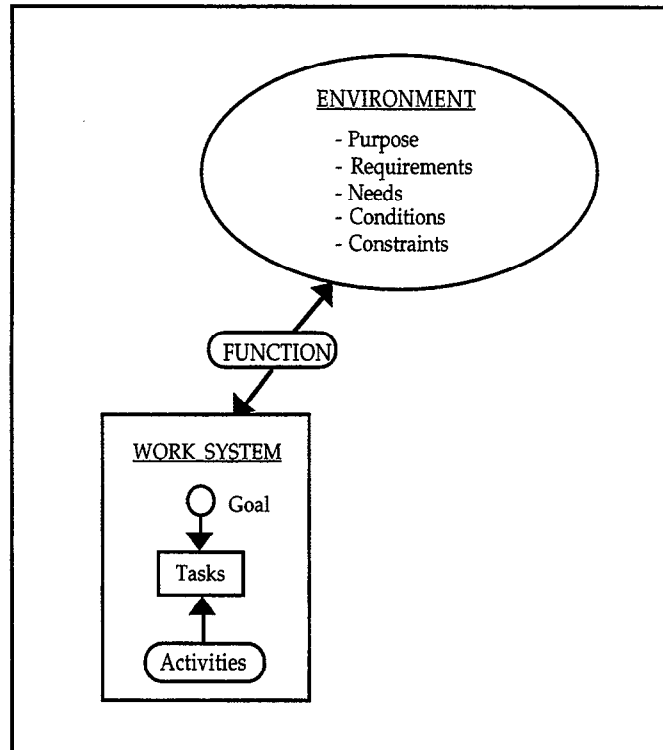 ENVIRONMENT
- Purpose
- Requirements
- Needs
- Conditions
- Constraints
FUNCTION
WORK SYSTEM
Goal
Tasks
Activities